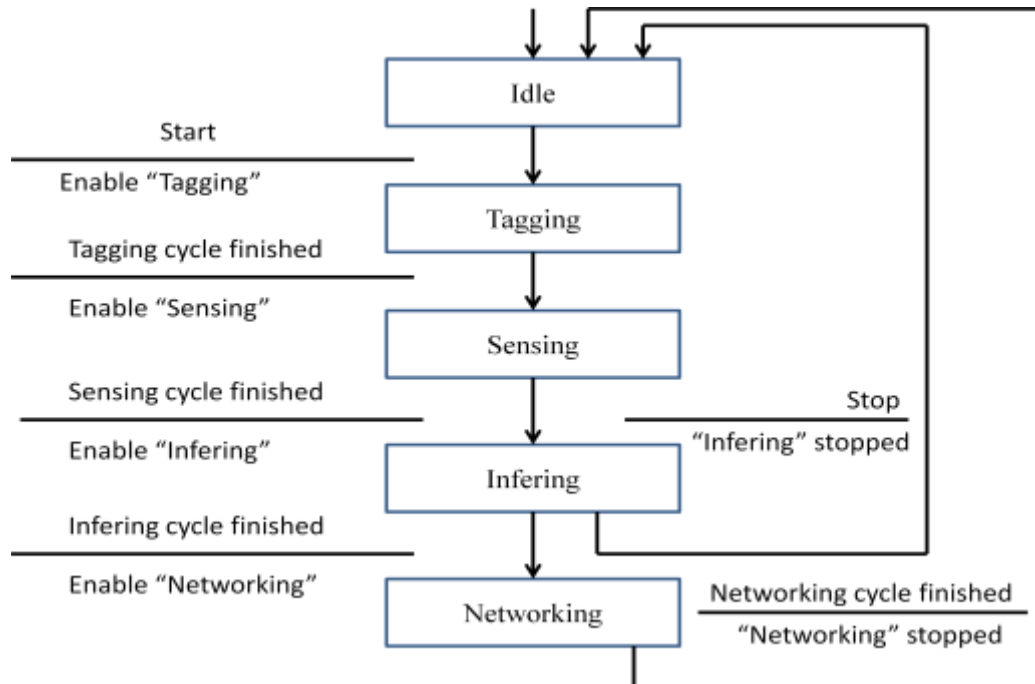 Idle
Start
Enable “Tagging”
Tagging
Tagging cycle finished
Enable “Sensing”
Sensing
Sensing cycle finished
Stop
Enable “Infering”
“Infering” stopped
Infering
Infering cycle finished
Enable “Networking”
Networking
Networking cycle finished
“Networking” stopped